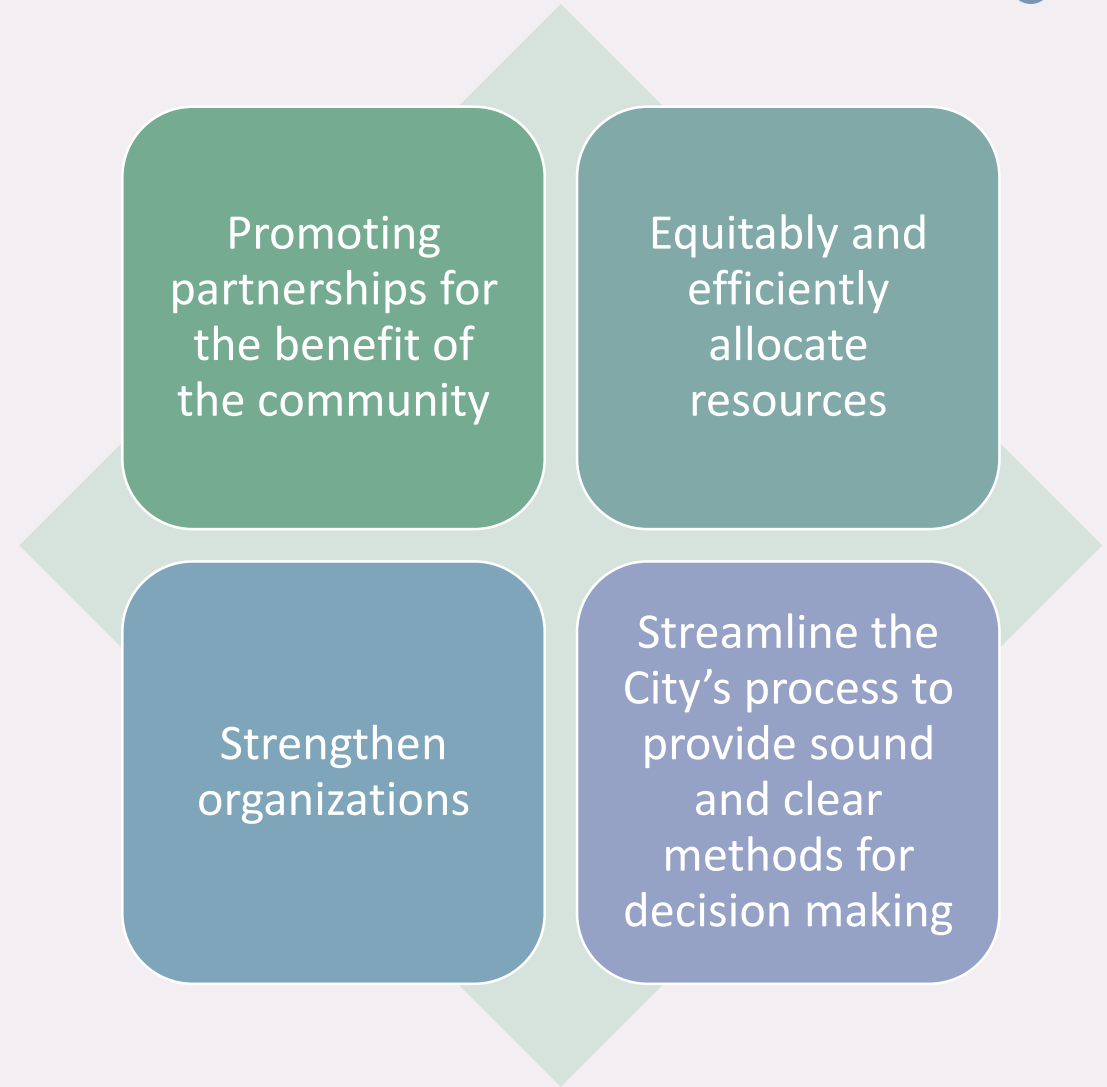 Promoting
partnerships for
the benefit of
the community
Equitably and
efficiently
allocate
resources
Strengthen
organizations
Streamline the
City’s process to
provide sound
and clear
methods for
decision making